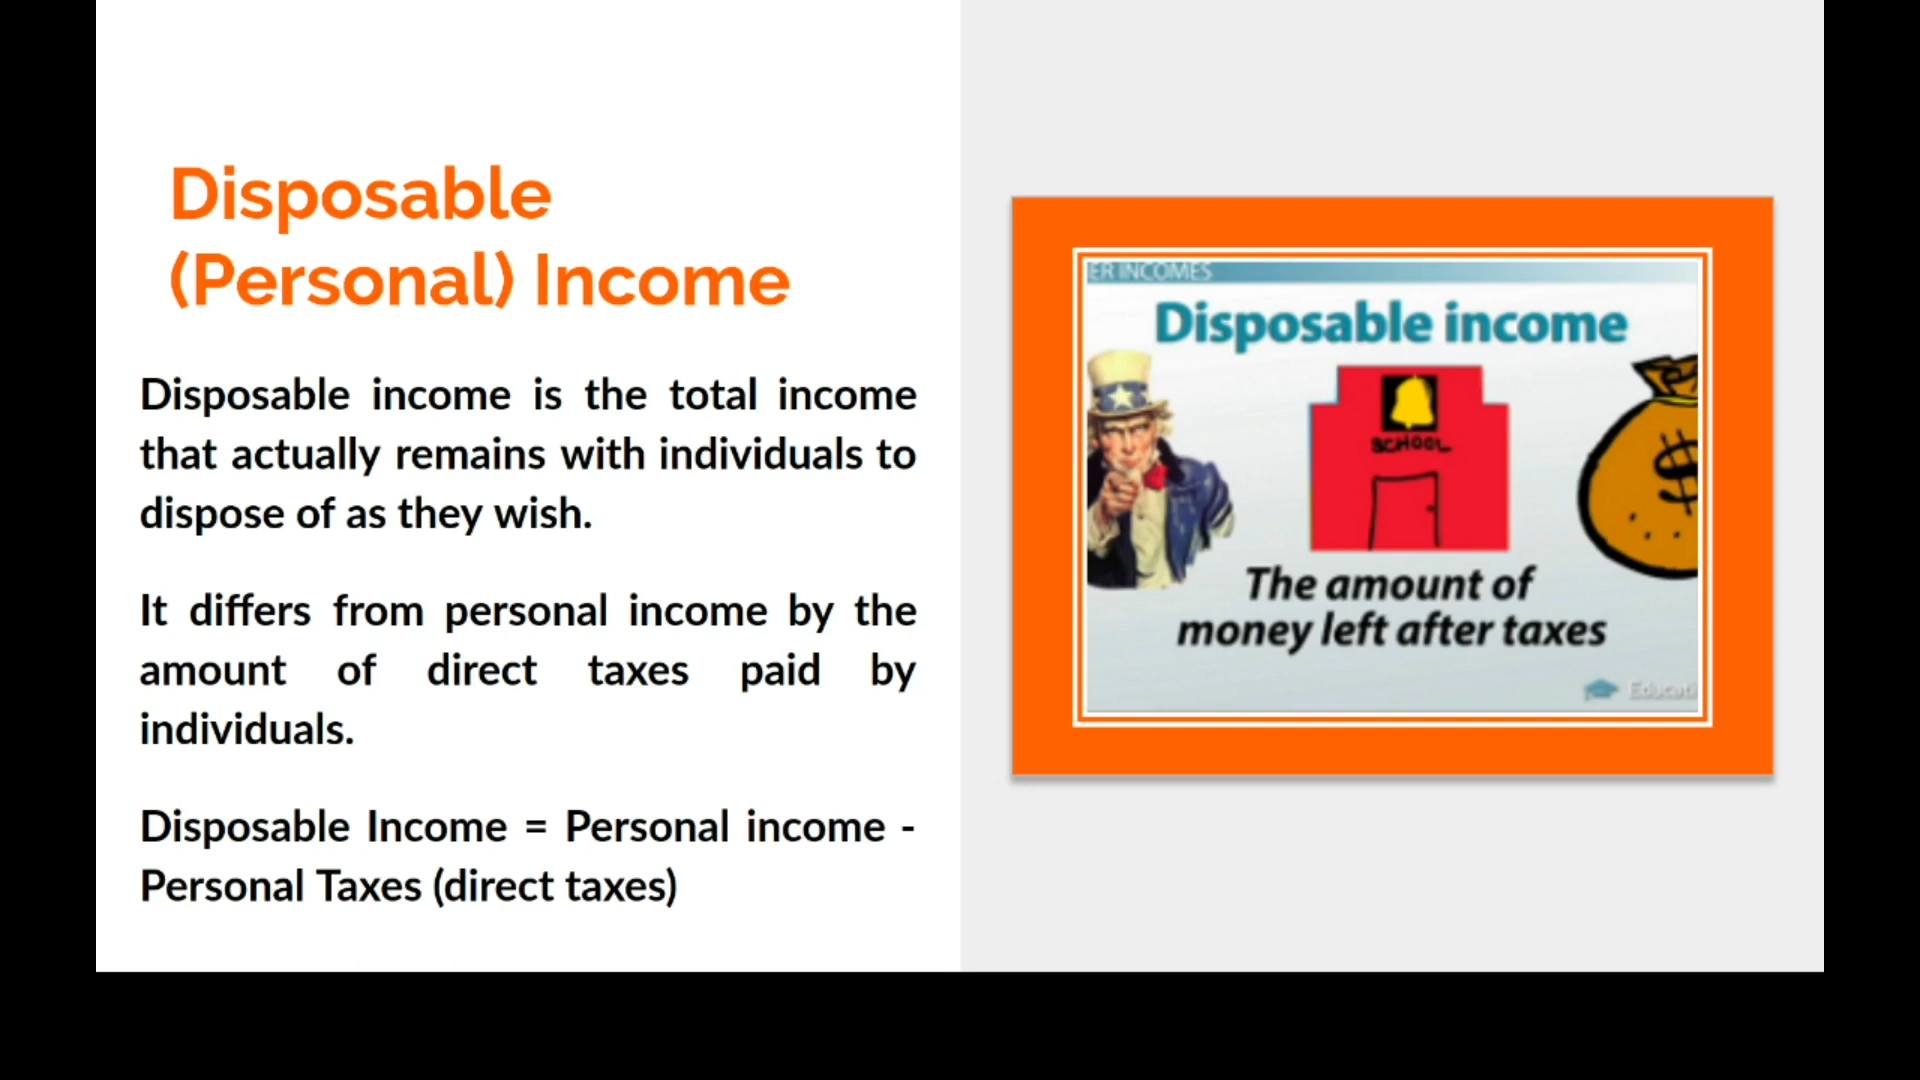 Disposable
(Personal) Income
Disposable income is the total income
that actually remains with individuals to
dispose of as they wish.
It differs from personal income by the
amount of direct taxes paid by
individuals.
Disposable Income = Personal income -
Personal Taxes (direct taxes)
ER INCOMES
Disposable income
SCHOOL
$
The amount of
money left after taxes
Educati